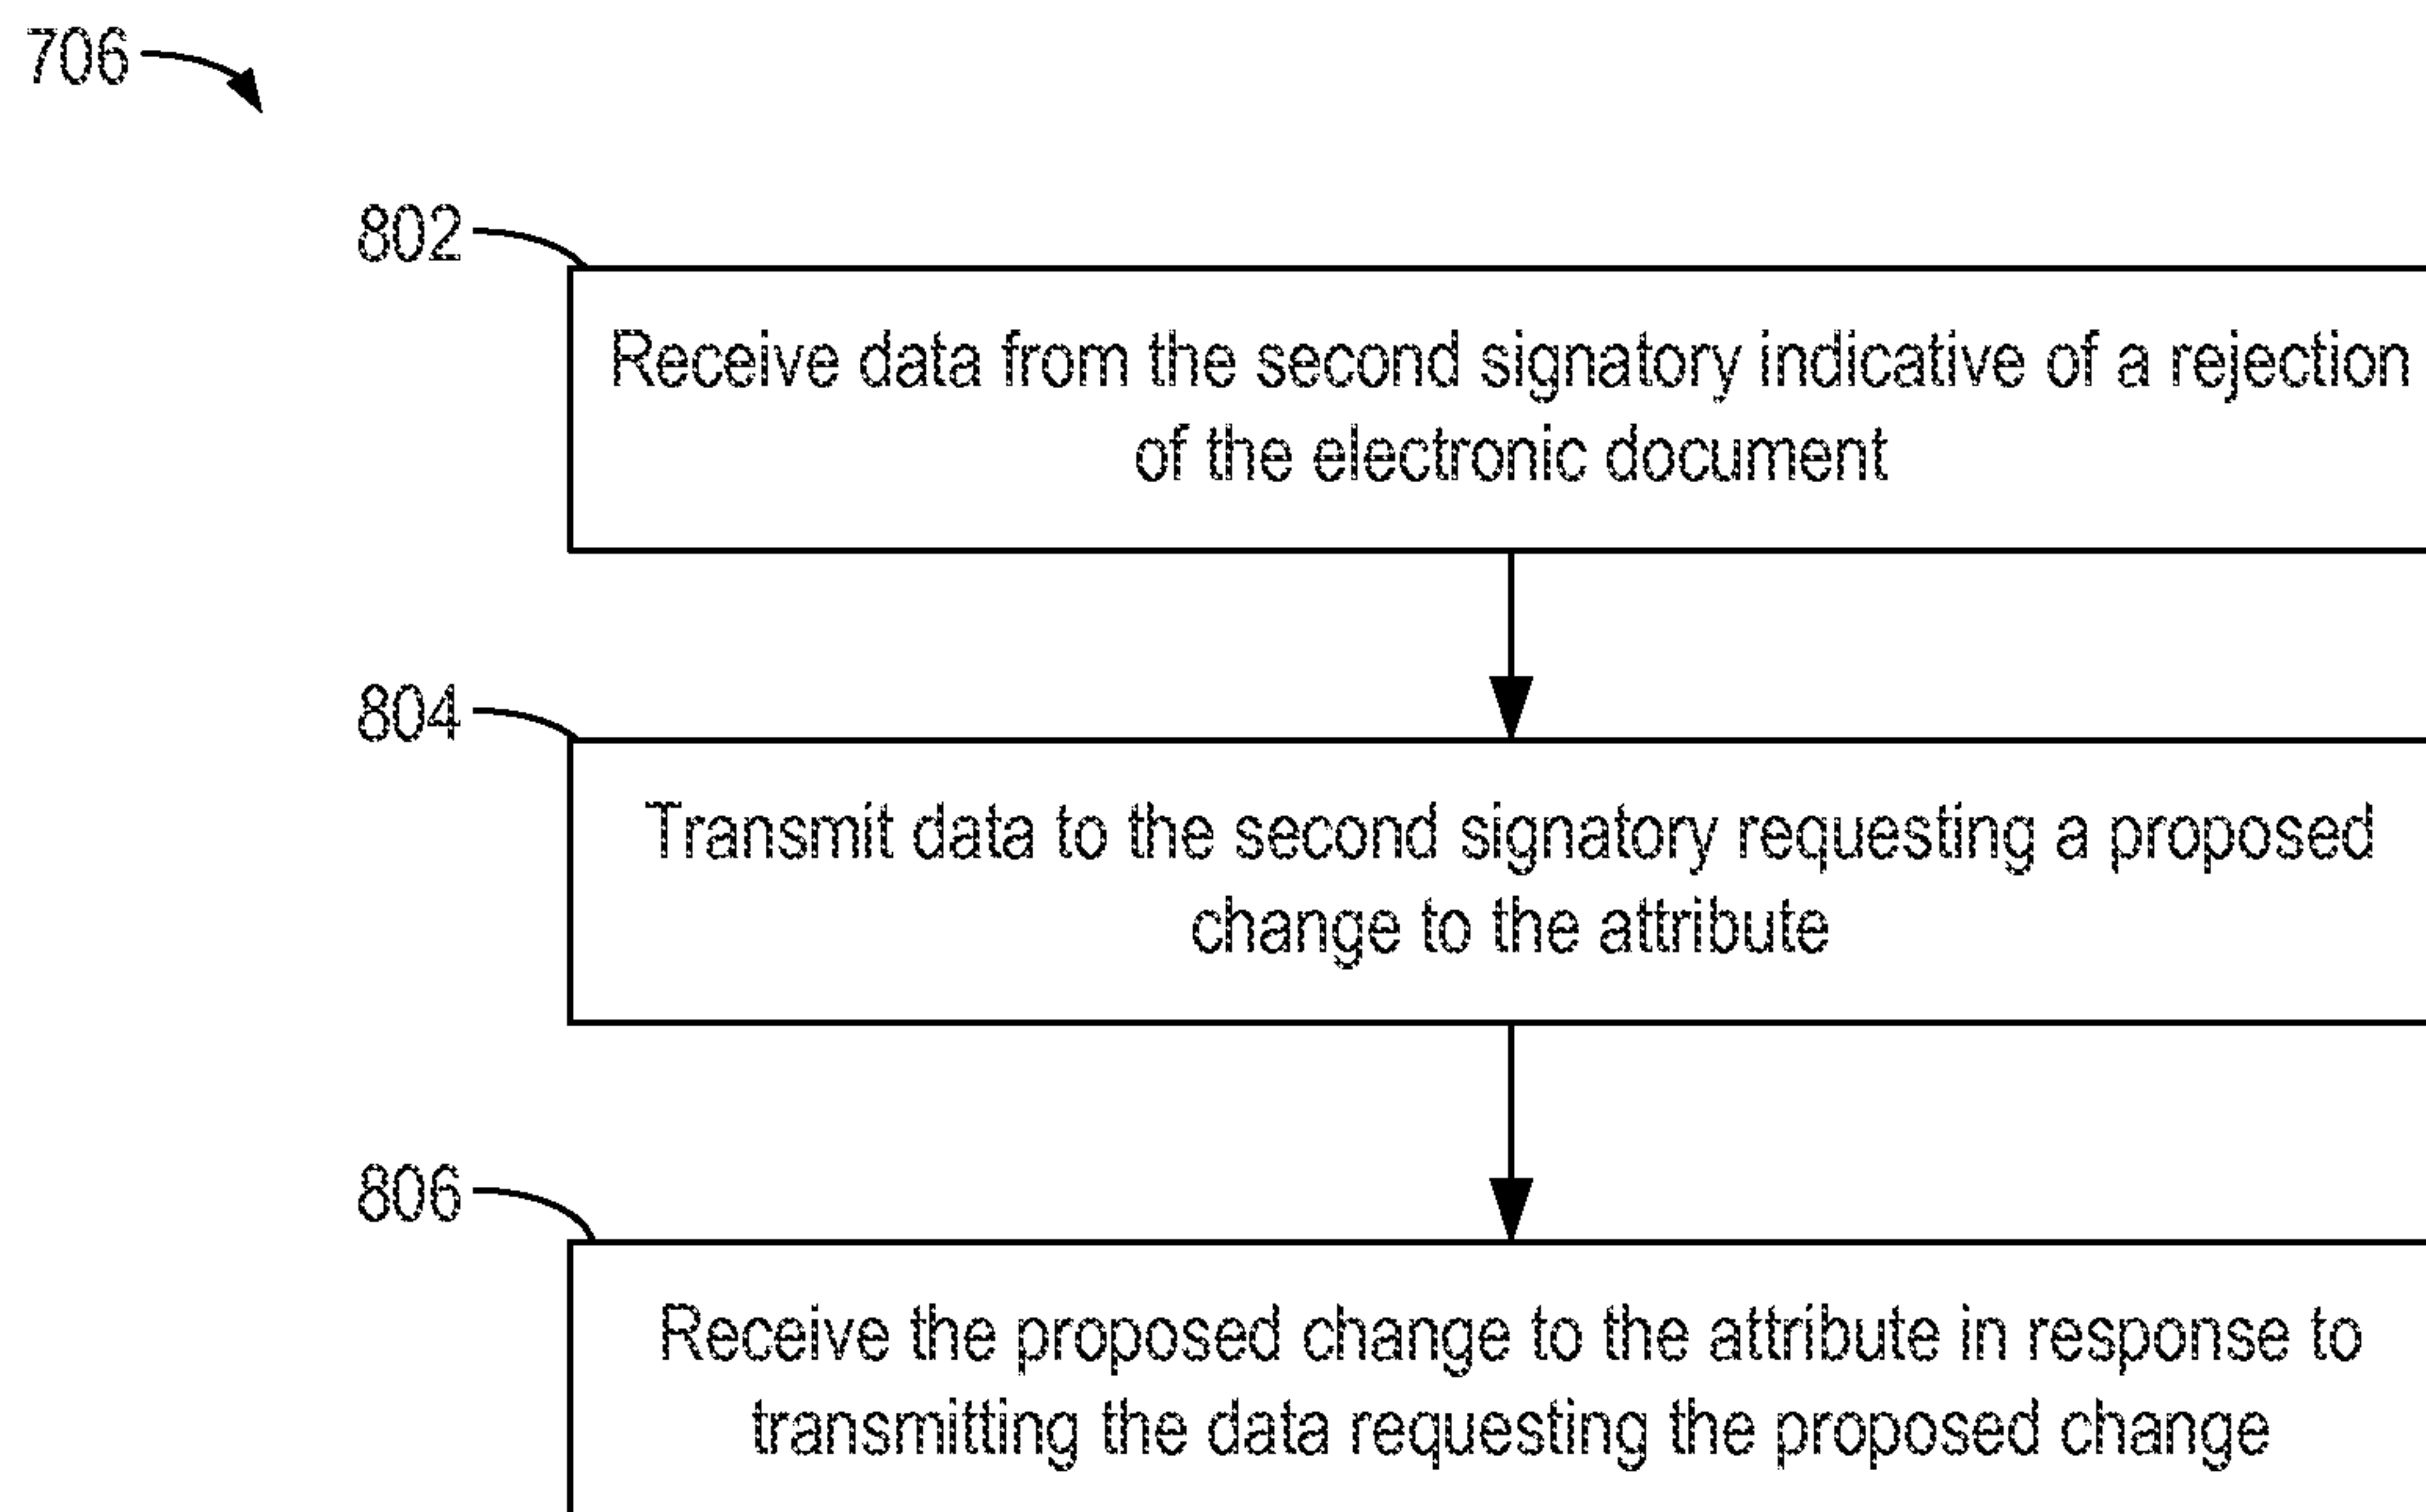 706
802
Receive data from the second signatory indicative of a rejection
of the electronic document
804
Transmit data to the second signatory requesting a proposed
change to the attribute
806
Receive the proposed change to the attribute in response to
transmitting the data requesting the proposed change